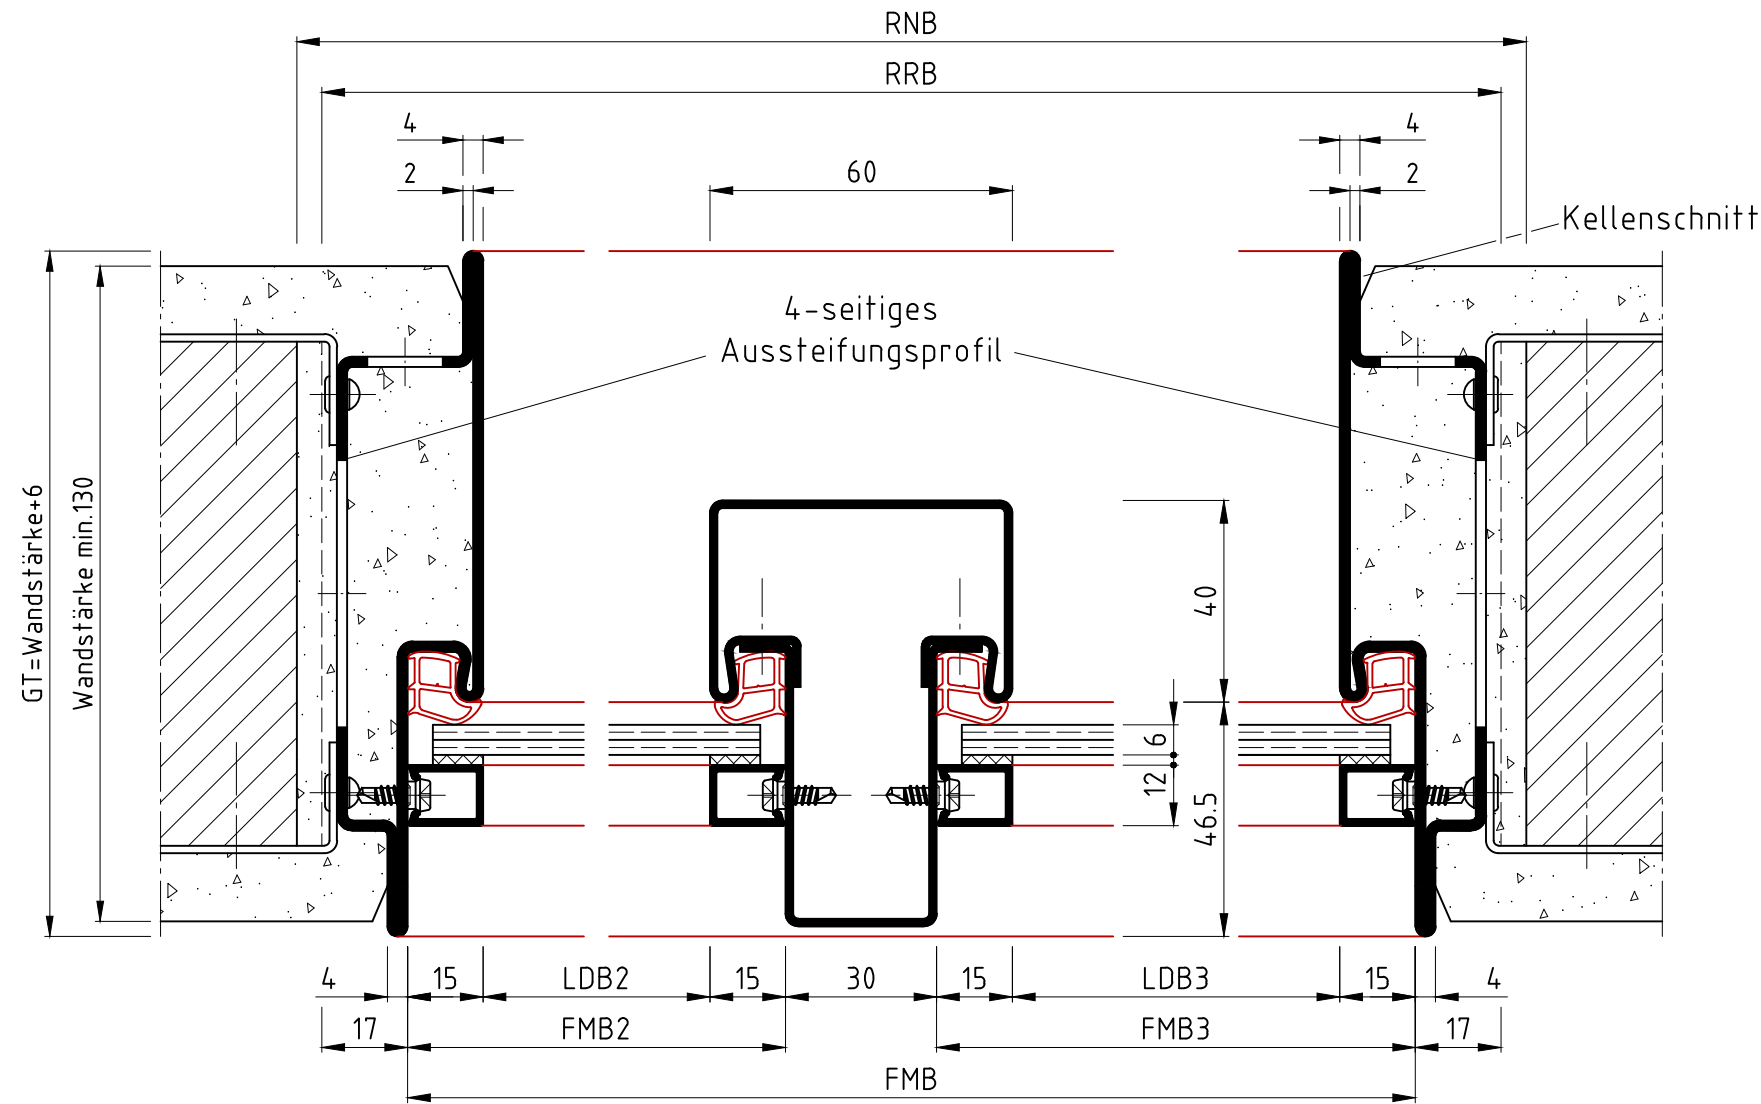 RNB
RRB
4
4
2
60
2
Kellenschnitt
4-seitiges
Aussteifungsprofil
GT=Wandstärke+6
Wandstärke min.130
40
6
12
46.5
4
15
LDB2
15
30
15
LDB3
15
4
17
FMB2
FMB3
17
FMB